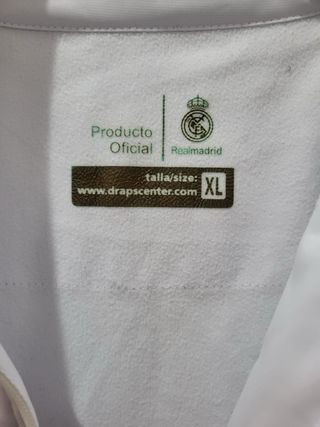 Producto
Oficial
Realmadrid
talla/size:
www.drapscenter.com
XL